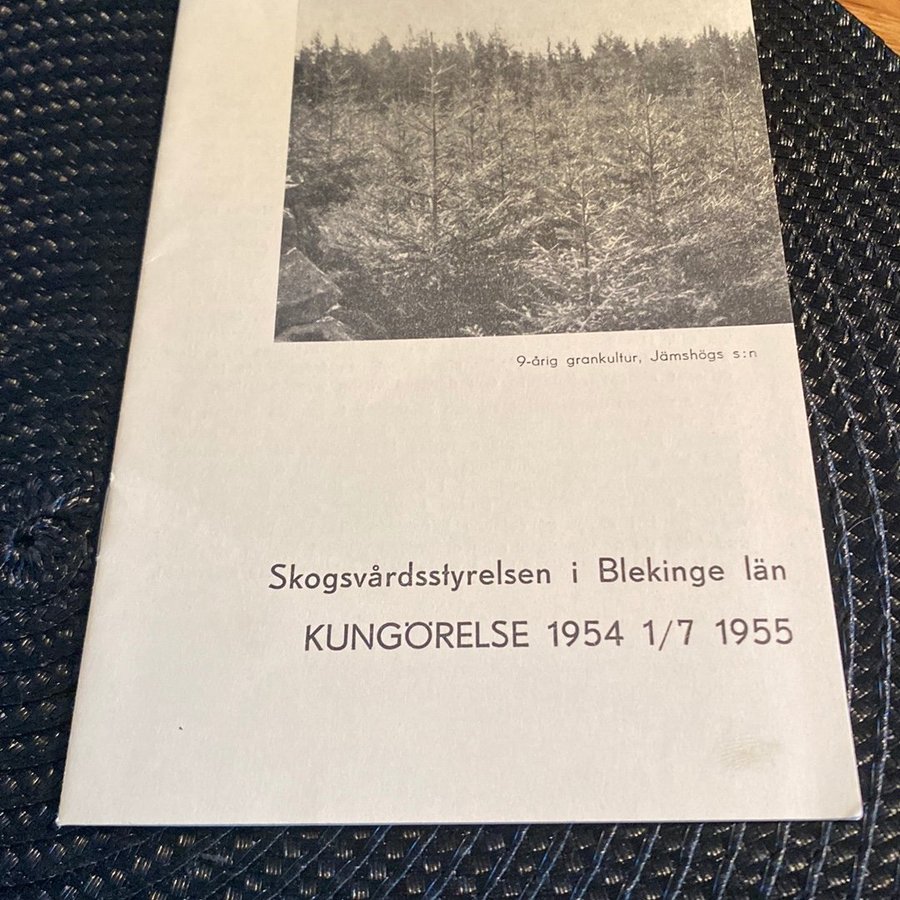 9-årig grankultur, Jämshögs s:n
Skogsvårdsstyrelsen i Blekinge län
KUNGÖRELSE 1954 1/7 1955